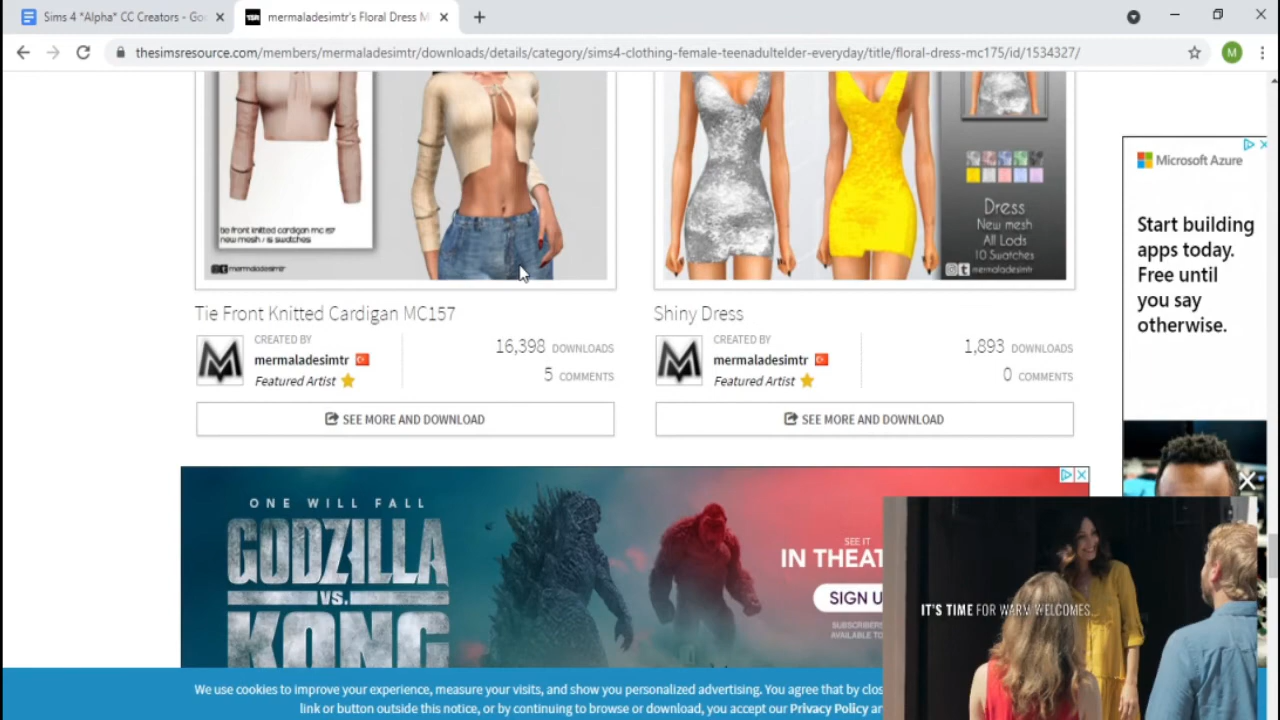 Sims 4 *Alpha* CC Creators - Go
mermaladesimtr's Floral Dress M
thesimsresource.com/members/mermaladesimtr/downloads/details/category/sims4-clothing-female-teenadultelder-everyday/title/floral-dress-mc175/id/1534327/
M
tie front knitted cardigan mc 157
new mesh / 15 swatches
mermaladesimtr
Dress
New mesh
All Lods
10 Swatches
mermaladesimtr
Tie Front Knitted Cardigan MC157
CREATED BY
mermaladesimtr
Featured Artist
16,398 DOWNLOADS
5 COMMENTS
SEE MORE AND DOWNLOAD
Shiny Dress
CREATED BY
mermaladesimtr
Featured Artist
1,893 DOWNLOADS
0 COMMENTS
SEE MORE AND DOWNLOAD
Microsoft Azure
Start building
apps today.
Free until
you say
otherwise.
ONE WILL FALL
GODZILLA
VS.
KONG
SEE IT
IN THEAT
SIGN U
SUBSCRIBERS
AVAILABLE TO
IT'S TIME FOR WARM WELCOMES...
We use cookies to improve your experience, measure your visits, and show you personalized advertising. You agree that by clos
link or button outside this notice, or by continuing to browse or download, you accept our Privacy Policy an